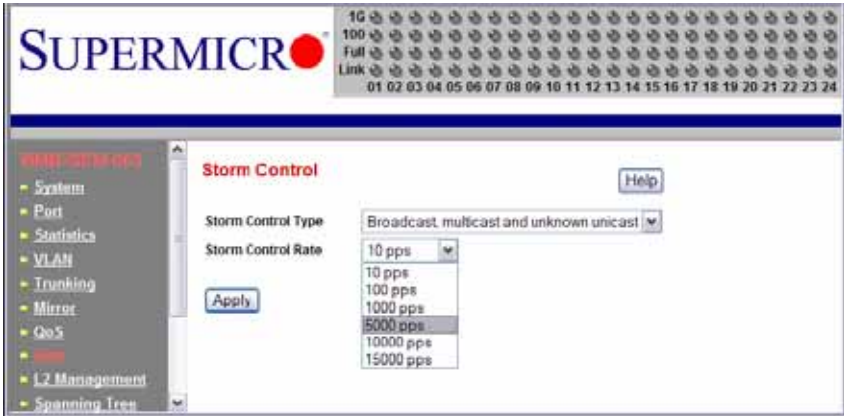 SUPERMICRO
1G
100
Full
Link
01 02 03 04 05 06 07 08 09 10 11 12 13 14 15 16 17 18 19 20 21 22 23 24
System
Port
Statistics
VLAN
Trunking
Mirror
QoS
L2 Management
Spanning Tree
Storm Control
Help
Storm Control Type
Broadcast, multicast and unknown unicast
Storm Control Rate
10 pps
10 pps
100 pps
1000 pps
5000 pps
10000 pps
15000 pps
Apply